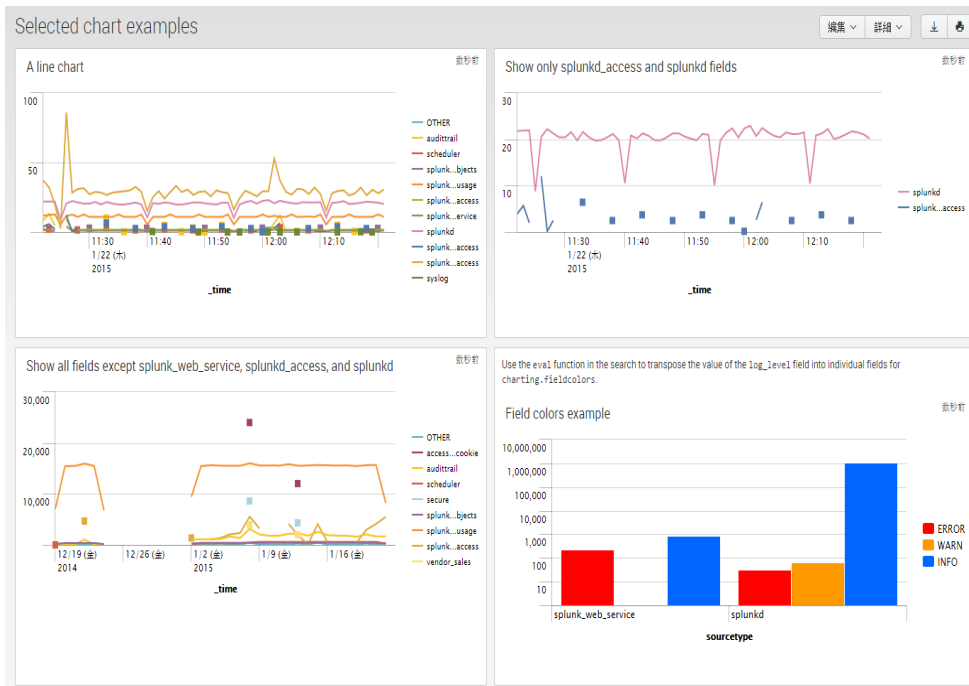 Selected chart examples
編集
詳細
A line chart
数秒前
100
50
11:30
11:40
11:50
12:00
12:10
1/22 (木)
2015
_time
OTHER
audittrail
scheduler
splunk...bjects
splunk...usage
splunk...access
splunk...ervice
splunkd
splunk...access
splunk...access
syslog
Show only splunkd_access and splunkd fields
数秒前
30
20
10
11:30
11:40
11:50
12:00
12:10
1/22 (木)
2015
_time
splunkd
splunk...access
Show all fields except splunk_web_service, splunkd_access, and splunkd
数秒前
30,000
20,000
10,000
12/19 (金)
12/26 (金)
1/2 (金)
1/9 (金)
1/16 (金)
2014
2015
_time
OTHER
access...cookie
audittrail
scheduler
secure
splunk...bjects
splunk...usage
splunk...access
vendor_sales
Use the eval function in the search to transpose the value of the log_level field into individual fields for
charting.fieldcolors.
Field colors example
数秒前
10,000,000
1,000,000
100,000
10,000
1,000
100
10
splunk_web_service
splunkd
sourcetype
ERROR
WARN
INFO